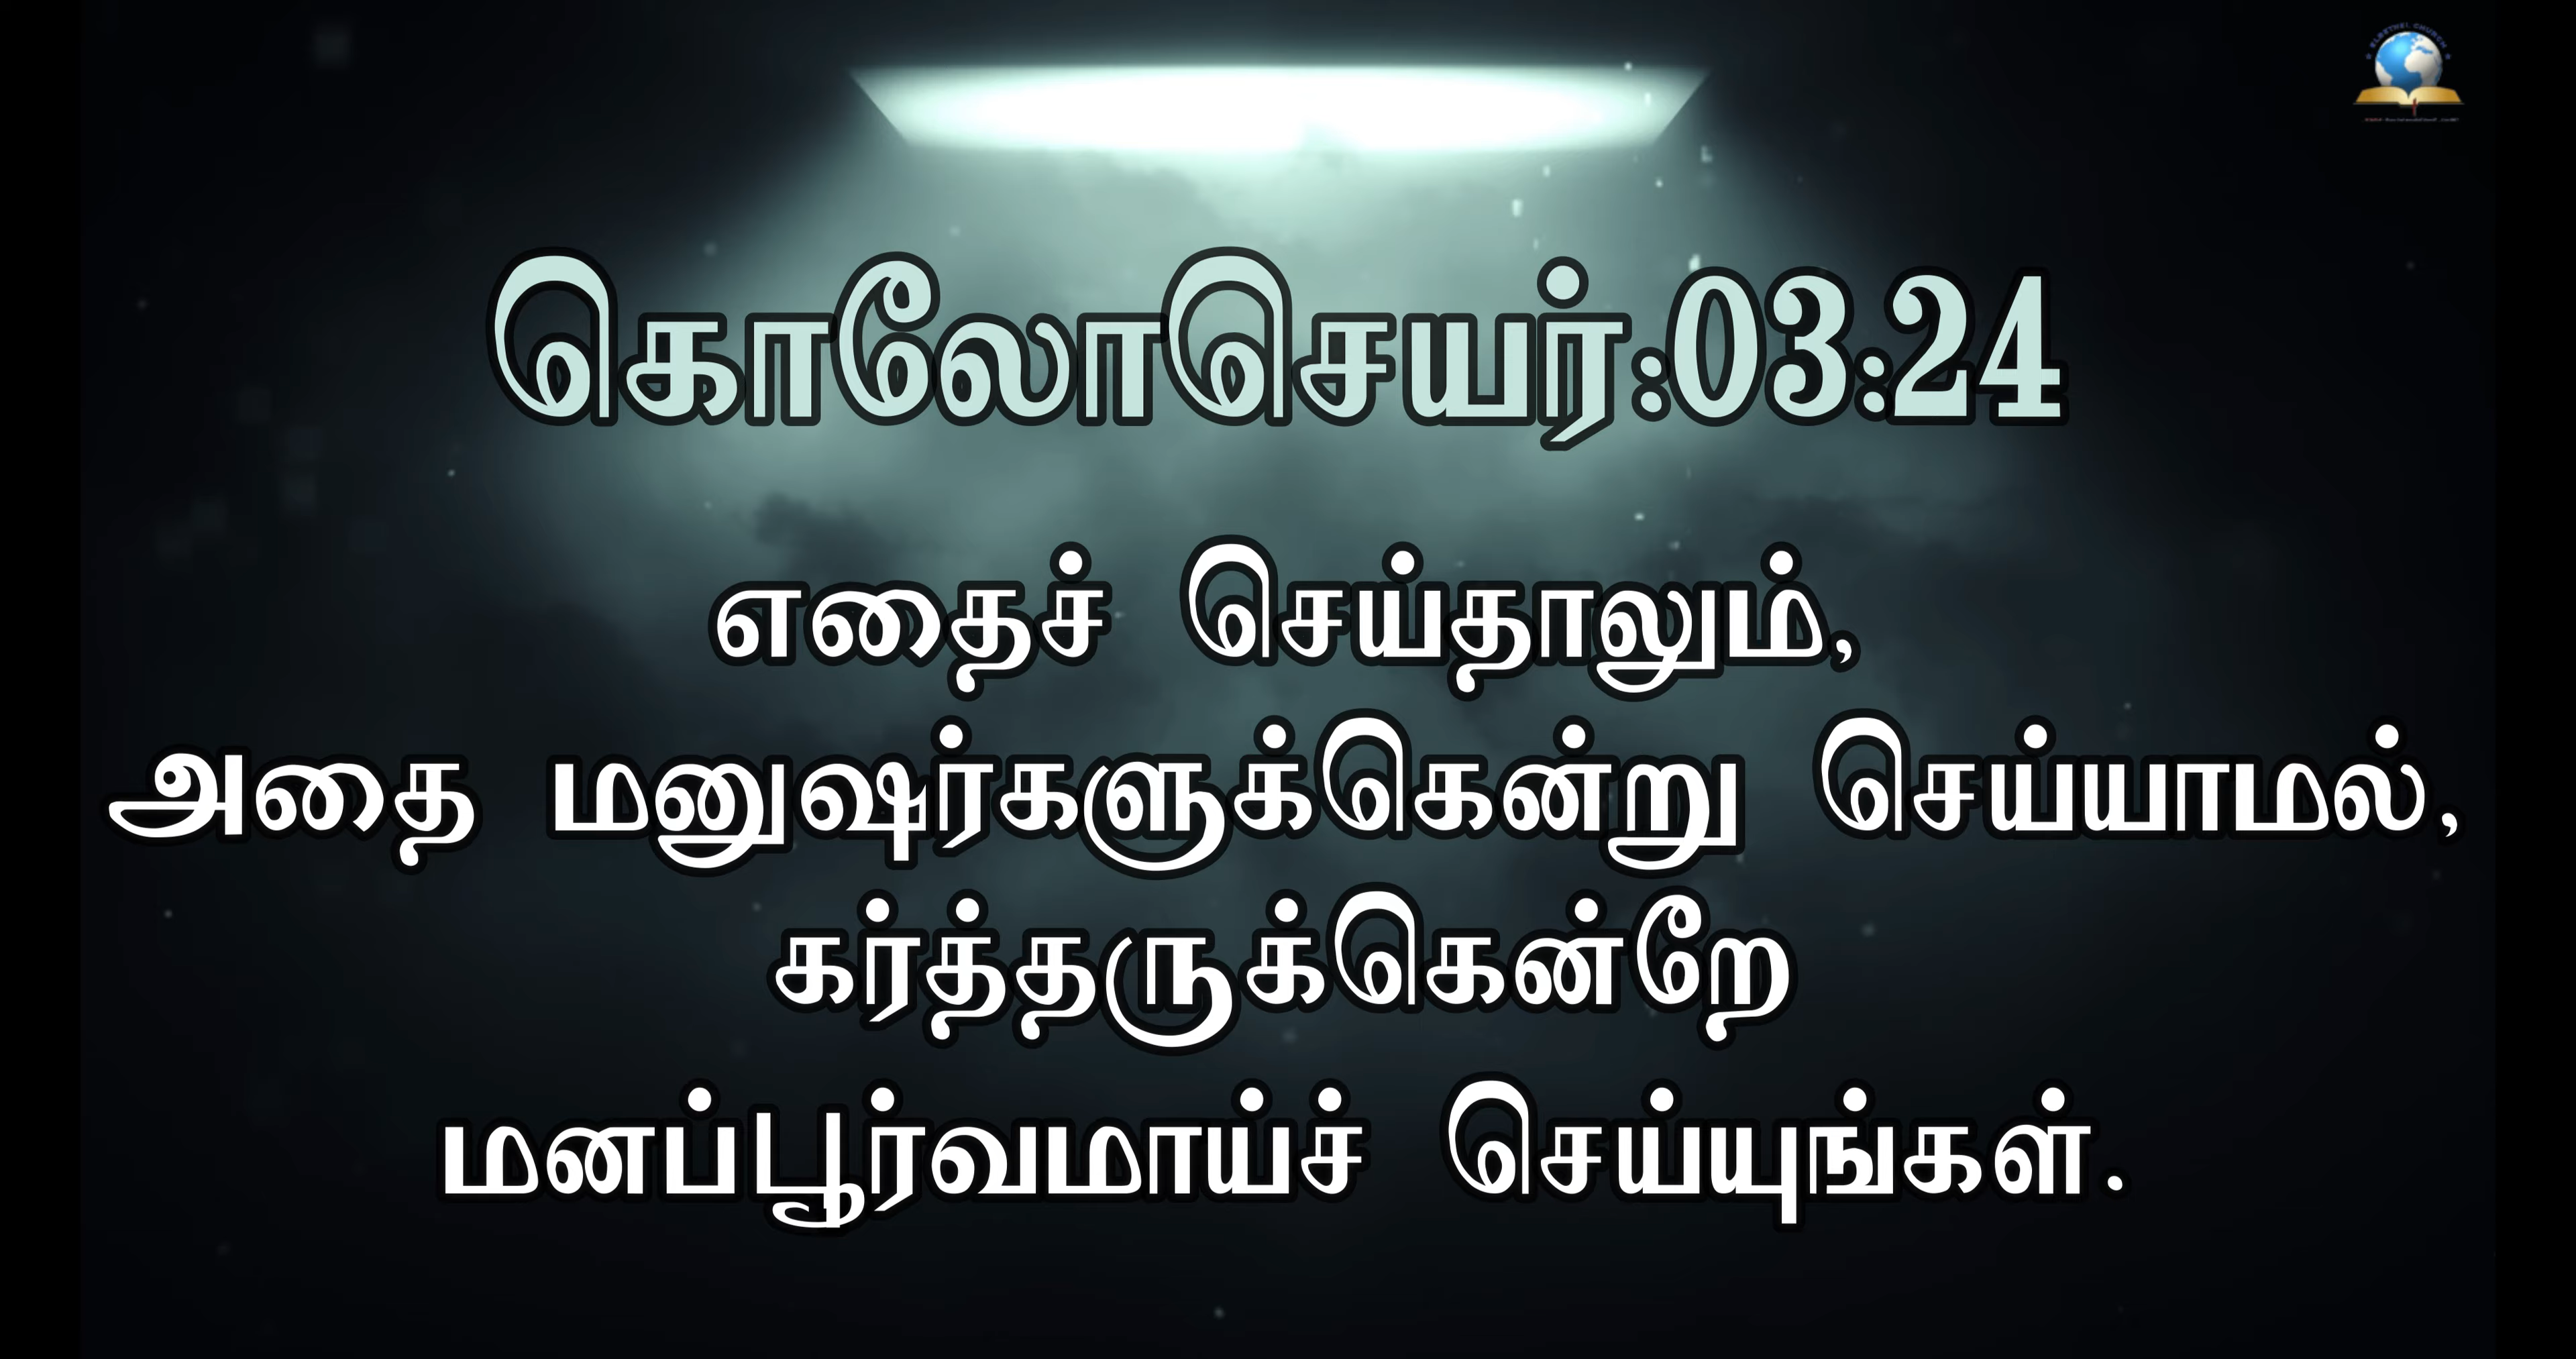 கொலோசெயர்:03:24
எதைச் செய்தாலும்,
அதை மனுஷர்களுக்கென்று செய்யாமல்,
கர்த்தருக்கென்றே
மனப்பூர்வமாய்ச் செய்யுங்கள்.